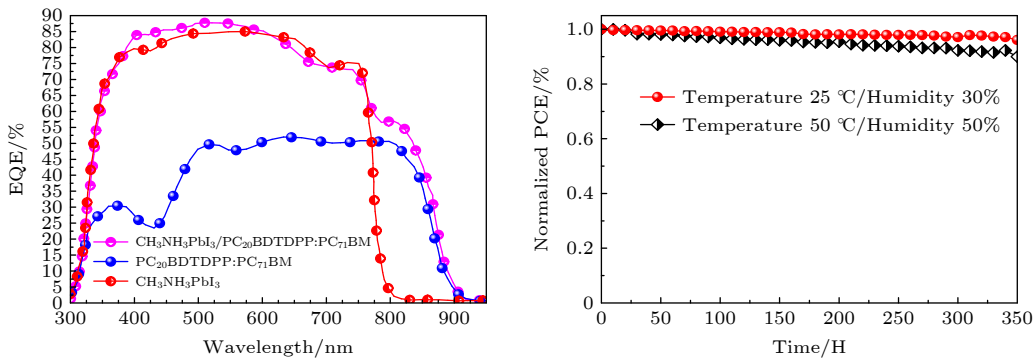 90
85
80
75
70
65
60
55
50
45
40
35
30
25
20
15
10
5
0
EQE/%
CH₃NH₃PbI₃/PC₂₀BDTDPP:PC₇₁BM
PC₂₀BDTDPP:PC₇₁BM
CH₃NH₃PbI₃
300 400 500 600 700 800 900
Wavelength/nm
1.0
0.8
0.6
0.4
0.2
0
Normalized PCE/%
Temperature 25 ℃/Humidity 30%
Temperature 50 ℃/Humidity 50%
0 50 100 150 200 250 300 350
Time/H